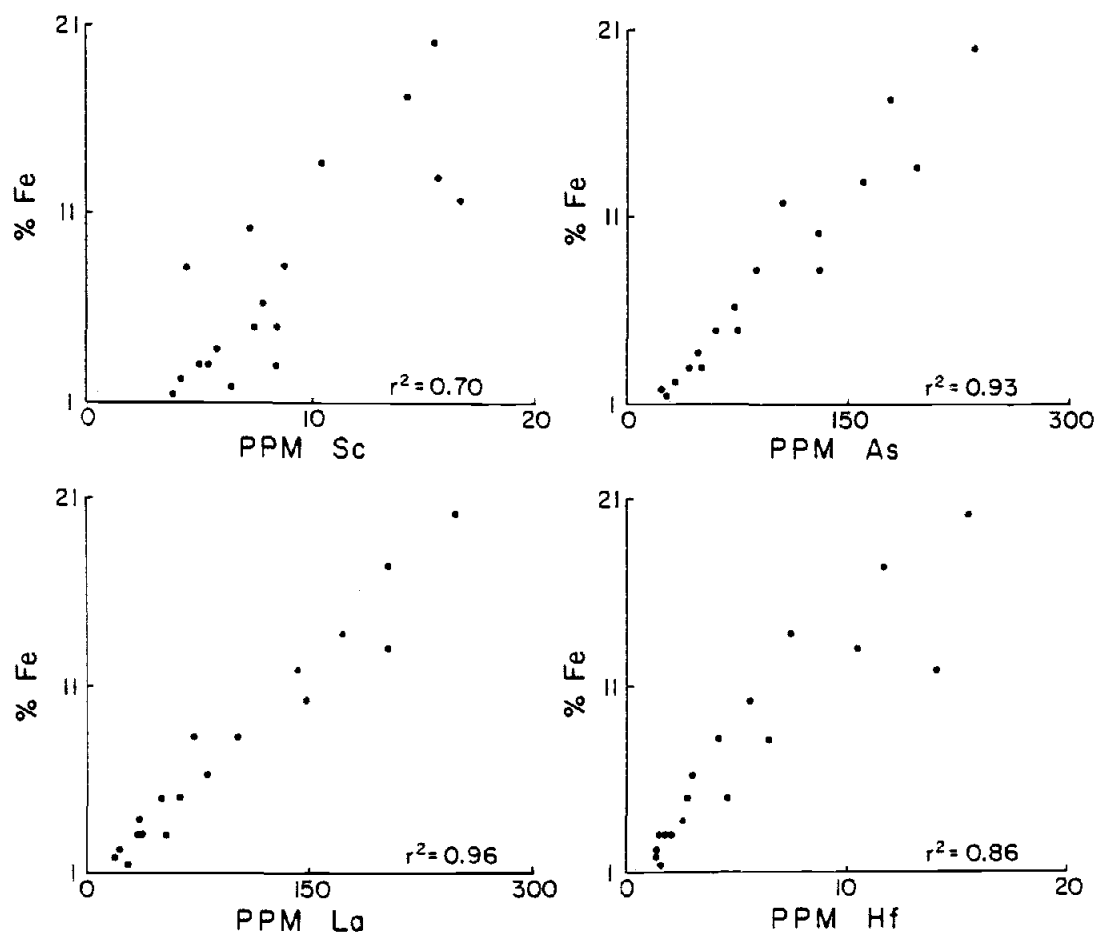 21
% Fe
11
1
0
10
20
r² = 0.70
PPM Sc
21
% Fe
11
1
0
150
300
r² = 0.93
PPM As
21
% Fe
11
1
0
150
300
r² = 0.96
PPM La
21
% Fe
11
1
0
10
20
r² = 0.86
PPM Hf